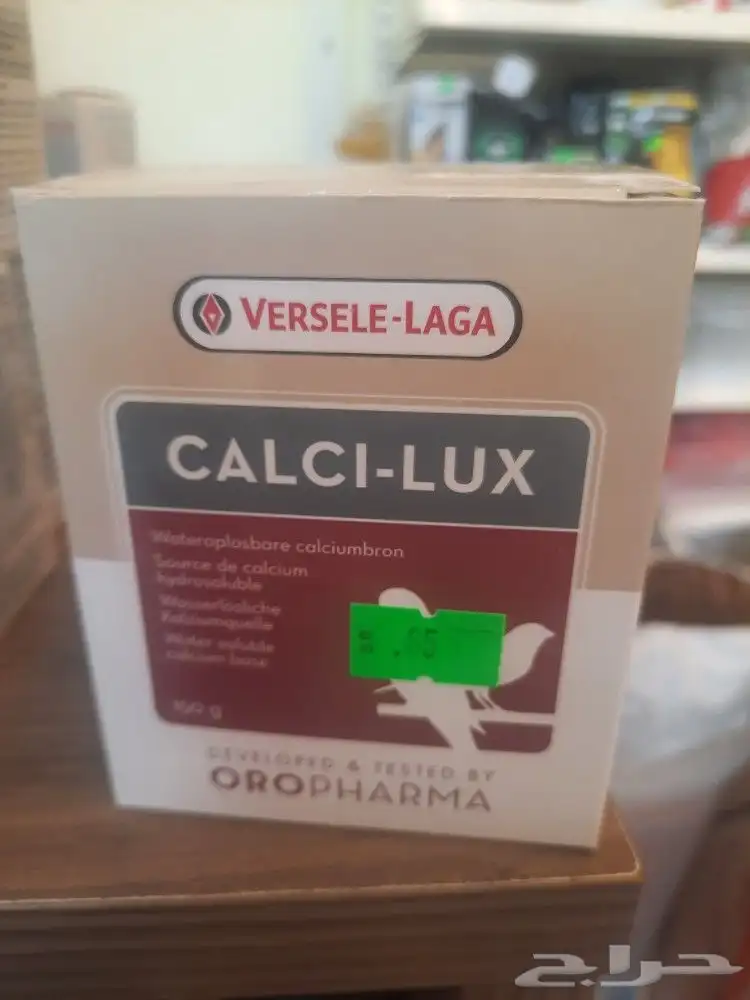 VERSELE-LAGA
CALCI-LUX
Wateroplosbare calciumbron
Source de calcium
hydrosoluble
Wasserlösliche
Kalziumquelle
Water soluble
calcium base
150 g
DEVELOPED & TESTED BY
OROPHARMA
حراج